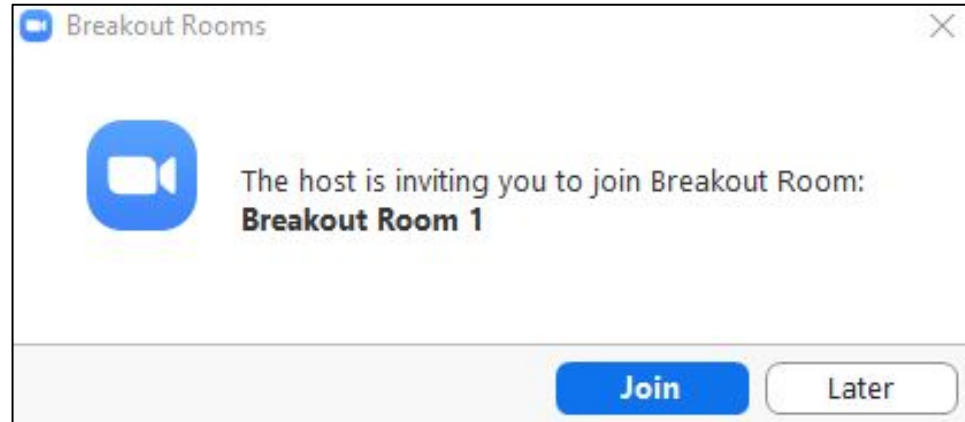 Breakout Rooms
The host is inviting you to join Breakout Room:
Breakout Room 1
Join
Later